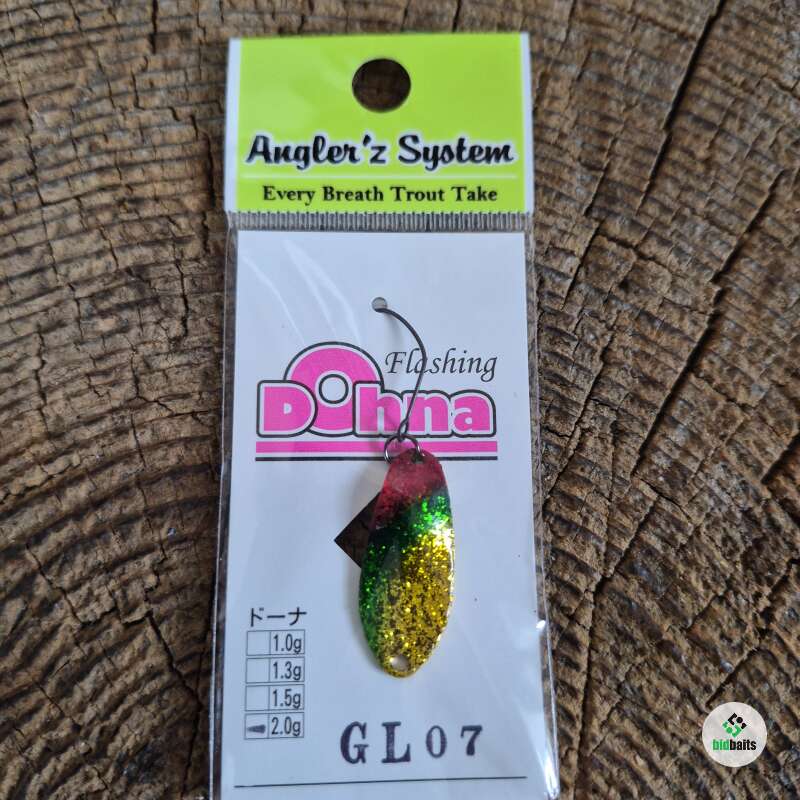 Angler'z System
Every Breath Trout Take
Flashing
Dohna
ドーナ
1.0g
1.3g
1.5g
2.0g
GL07
bidbaits